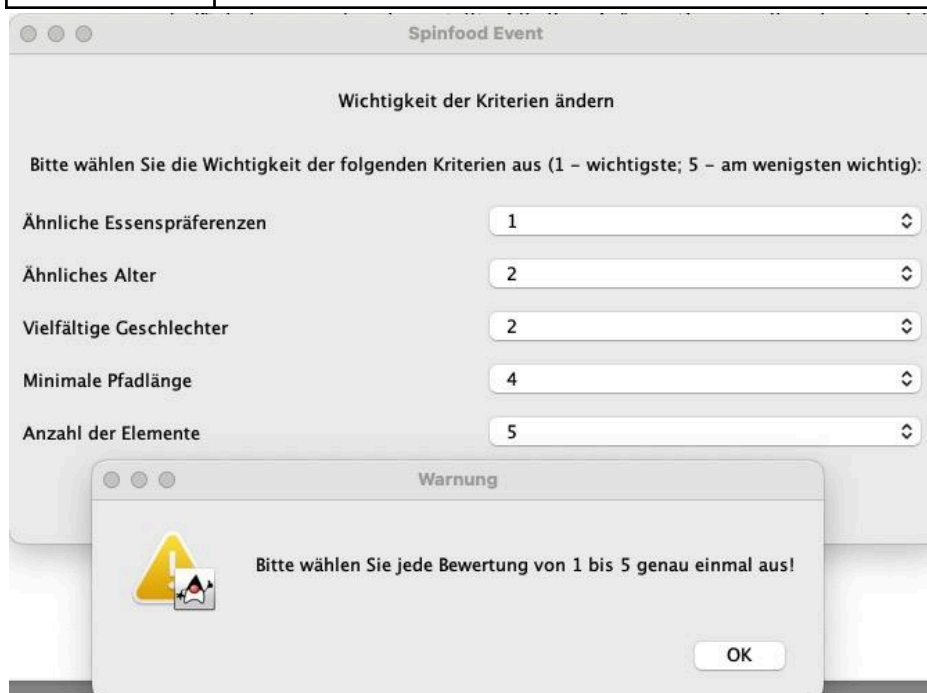 Spinfood Event
Wichtigkeit der Kriterien ändern
Bitte wählen Sie die Wichtigkeit der folgenden Kriterien aus (1 – wichtigste; 5 – am wenigsten wichtig):
Ähnliche Essenspräferenzen 1
Ähnliches Alter 2
Vielfältige Geschlechter 2
Minimale Pfadlänge 4
Anzahl der Elemente 5
Warnung
Bitte wählen Sie jede Bewertung von 1 bis 5 genau einmal aus!
OK